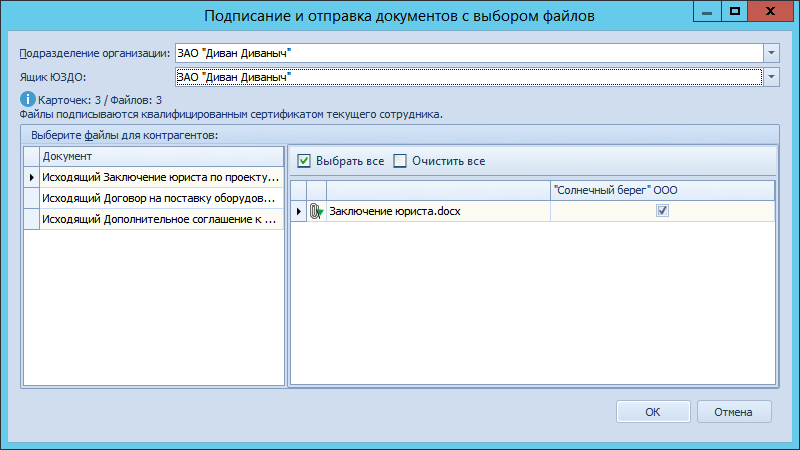 Подписание и отправка документов с выбором файлов
Подразделение организации: ЗАО "Диван Диваныч"
Ящик ЮЗДО: ЗАО "Диван Диваныч"
Карточек: 3 / Файлов: 3
Файлы подписываются квалифицированным сертификатом текущего сотрудника.
Выберите файлы для контрагентов:
Документ
Исходящий Заключение юриста по проекту...
Исходящий Договор на поставку оборудов...
Исходящий Дополнительное соглашение к ...
Выбрать все Очистить все
"Солнечный берег" ООО
Заключение юриста.docx
ОК Отмена